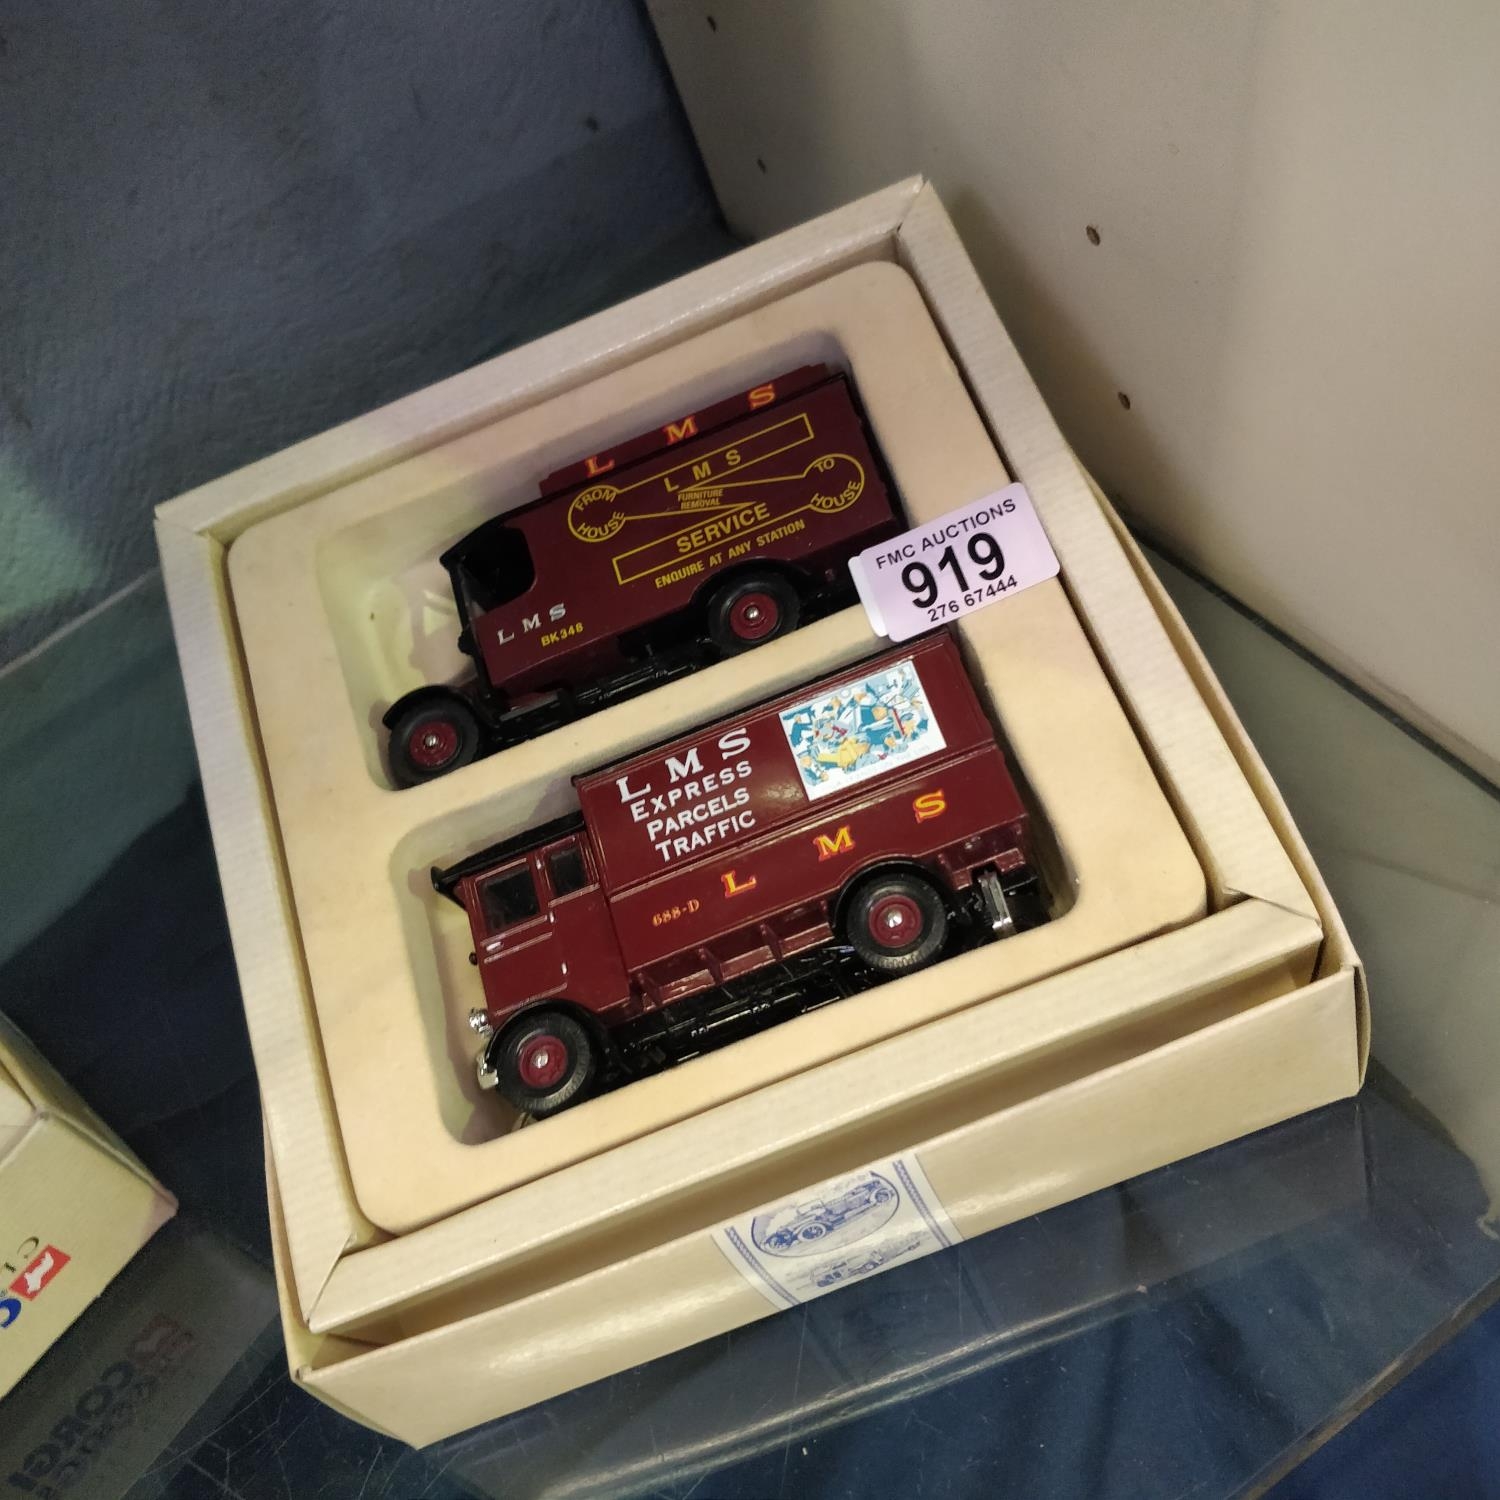 L M S
L M S
FROM
HOUSE
FURNITURE
REMOVAL
TO
HOUSE
SERVICE
ENQUIRE AT ANY STATION
L M S
BK348
FMC AUCTIONS
919
276 67444
L M S
EXPRESS
PARCELS
TRAFFIC
L M S
688-D
CORGI